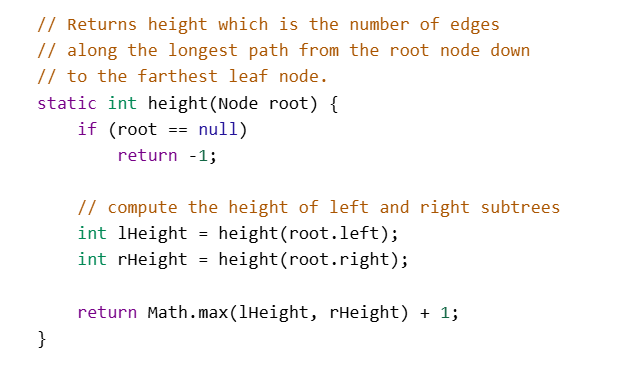 // Returns height which is the number of edges
// along the longest path from the root node down
// to the farthest leaf node.
static int height(Node root) {
    if (root == null)
        return -1;

    // compute the height of left and right subtrees
    int lHeight = height(root.left);
    int rHeight = height(root.right);

    return Math.max(lHeight, rHeight) + 1;
}